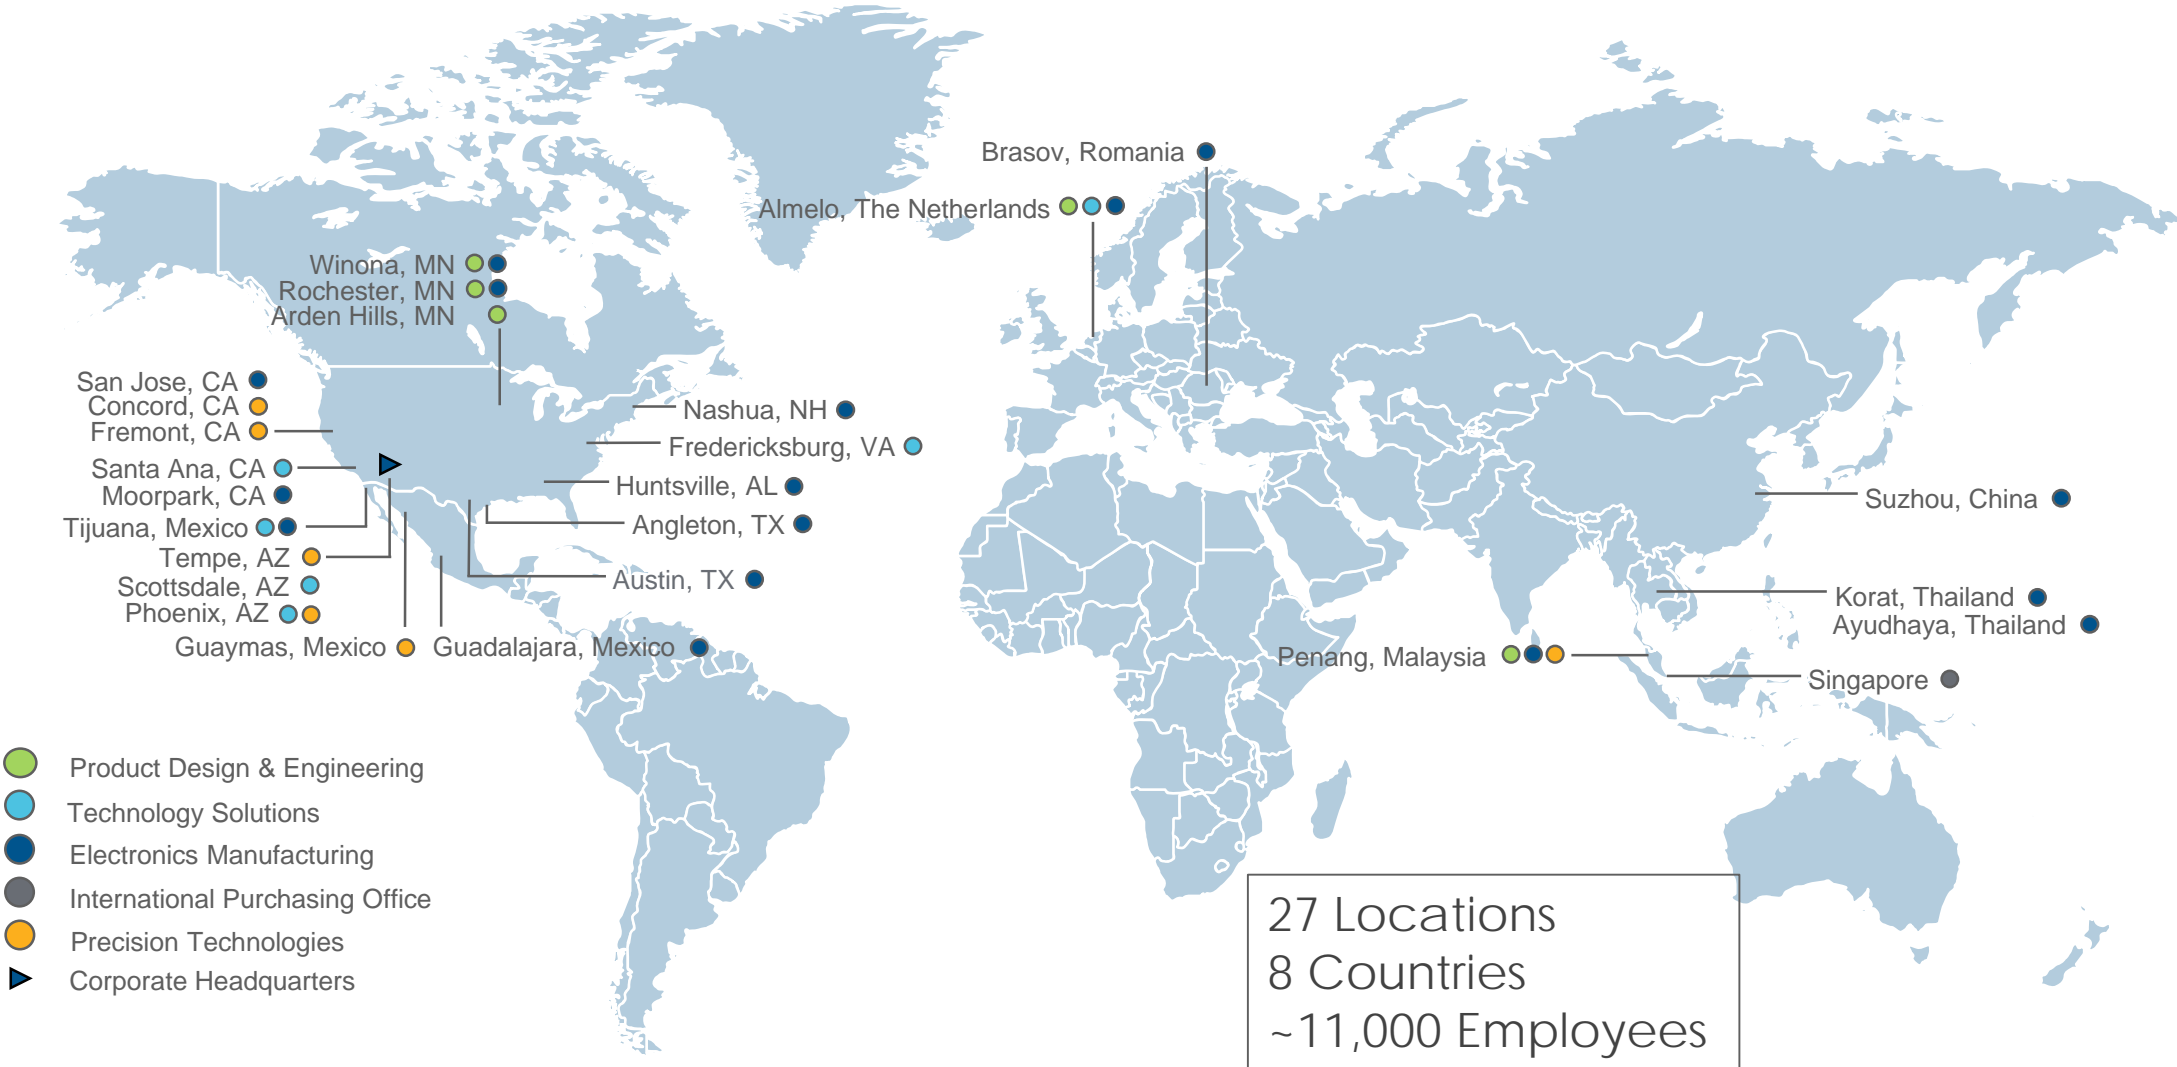 Brasov, Romania
Almelo, The Netherlands
Winona, MN
Rochester, MN
Arden Hills, MN
San Jose, CA
Concord, CA
Fremont, CA
Santa Ana, CA
Moorpark, CA
Tijuana, Mexico
Tempe, AZ
Scottsdale, AZ
Phoenix, AZ
Guaymas, Mexico
Guadalajara, Mexico
Nashua, NH
Fredericksburg, VA
Huntsville, AL
Angleton, TX
Austin, TX
Suzhou, China
Korat, Thailand
Ayudhaya, Thailand
Penang, Malaysia
Singapore
Product Design & Engineering
Technology Solutions
Electronics Manufacturing
International Purchasing Office
Precision Technologies
Corporate Headquarters
27 Locations
8 Countries
~11,000 Employees